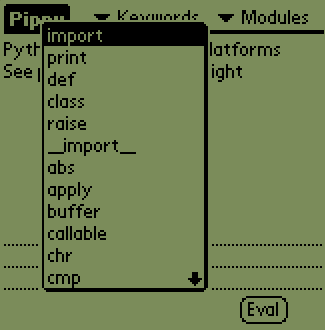 Pippy Keywords Modules
import
print
def
class
raise
__import__
abs
apply
buffer
callable
chr
cmp
latforms
See ight
Eval